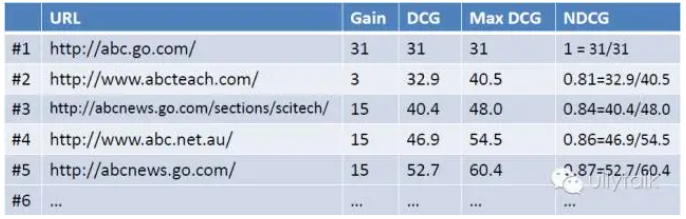 URL Gain DCG Max DCG NDCG
#1 http://abc.go.com/ 31 31 31 1 = 31/31
#2 http://www.abcteach.com/ 3 32.9 40.5 0.81=32.9/40.5
#3 http://abcnews.go.com/sections/scitech/ 15 40.4 48.0 0.84=40.4/48.0
#4 http://www.abc.net.au/ 15 46.9 54.5 0.86=46.9/54.5
#5 http://abcnews.go.com/ 15 52.7 60.4 0.87=52.7/60.4
#6 ... ... ... ... ...
UllyTalk